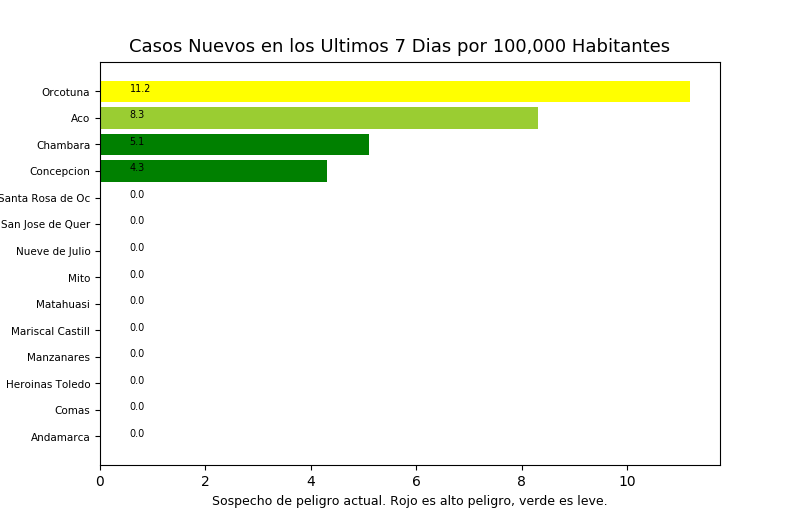 Casos Nuevos en los Ultimos 7 Dias por 100,000 Habitantes
Orcotuna 11.2
Aco 8.3
Chambara 5.1
Concepcion 4.3
Santa Rosa de Oc 0.0
San Jose de Quer 0.0
Nueve de Julio 0.0
Mito 0.0
Matahuasi 0.0
Mariscal Castill 0.0
Manzanares 0.0
Heroinas Toledo 0.0
Comas 0.0
Andamarca 0.0
0 2 4 6 8 10
Sospecho de peligro actual. Rojo es alto peligro, verde es leve.